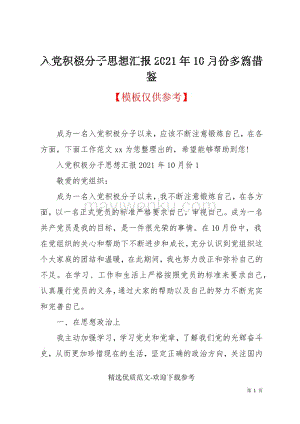 入党积极分子思想汇报2021年10月份多篇借
鉴
【模板仅供参考】
成为一名入党积极分子以来,应该不断注意锻炼自己,在各
方面。下面工作范文xx为您整理出的,希望能够帮助到您!
入党积极分子思想汇报2021年10月份1
敬爱的党组织:
成为一名入党积极分子以来,我不断注意锻炼自己,在各方
面,以一名正式党员的标准严格要求自己,审视自己。成为一名
共产党员是我的目标,是一件很光荣的事情。在10月份中,我
在党组织的关心和帮助下不断进步和成长,充分认识到党组织这
个大家庭的团结和温暖,在此期间,我也努力改正和弥补自己的
不足。在学习、工作和生活上严格按照党员的标准来要求自己,
认真履行党员的义务,通过大家的帮助以及自己的努力不断充实
和完善自己。
一、在思想政治上
我主动加强学习,学习党史和党章,了解我们党的光辉奋斗
史,从而更加珍惜现在的生活,坚定正确的政治方向,关注国内
精选优质范文-欢迎下载参考
第 1 页